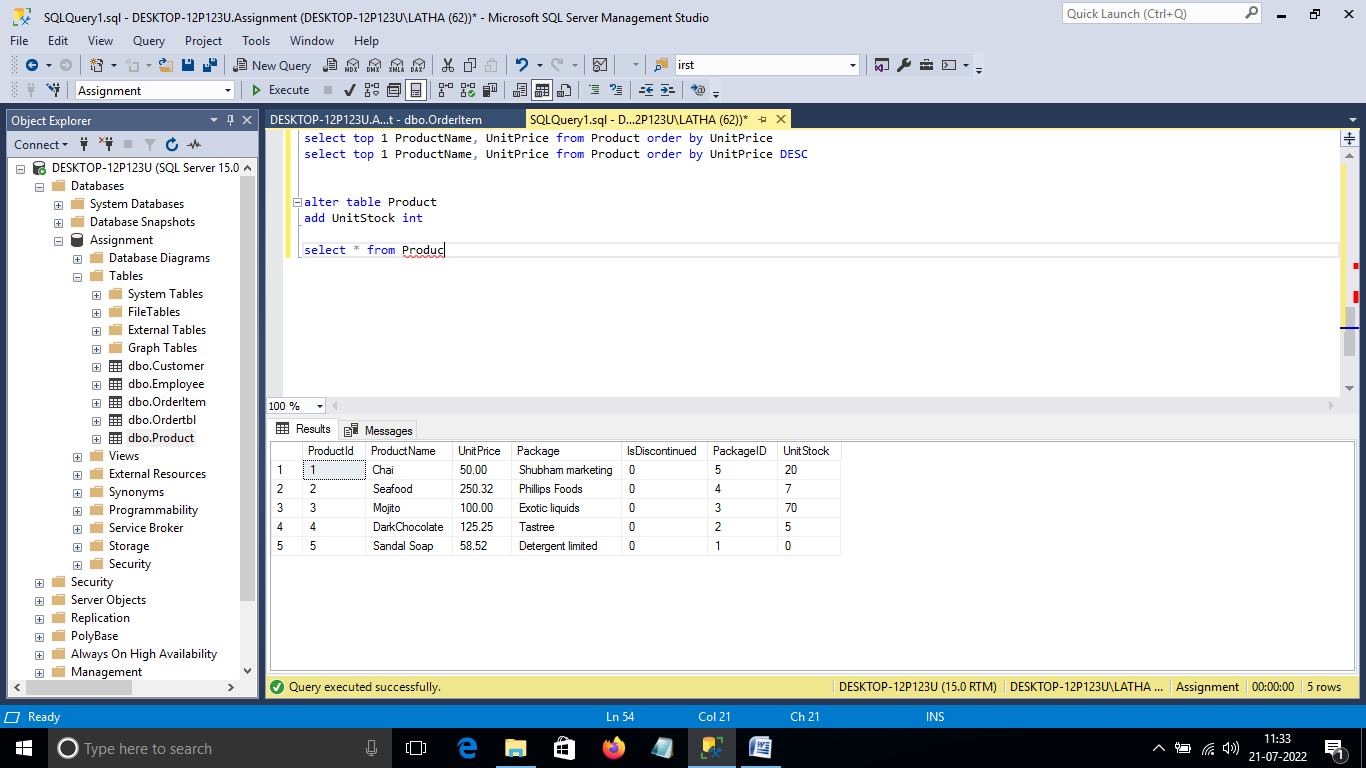 SQLQuery1.sql - DESKTOP-12P123U.Assignment (DESKTOP-12P123U\LATHA (62))* - Microsoft SQL Server Management Studio
Quick Launch (Ctrl+Q)
File Edit View Query Project Tools Window Help
New Query MDX DMX XMLA DAX irst
Assignment Execute
Object Explorer
Connect
DESKTOP-12P123U (SQL Server 15.0
Databases
System Databases
Database Snapshots
Assignment
Database Diagrams
Tables
System Tables
FileTables
External Tables
Graph Tables
dbo.Customer
dbo.Employee
dbo.OrderItem
dbo.Ordertbl
dbo.Product
Views
External Resources
Synonyms
Programmability
Service Broker
Storage
Security
Security
Server Objects
Replication
PolyBase
Always On High Availability
Management
DESKTOP-12P123U.A...t - dbo.OrderItem SQLQuery1.sql - D...2P123U\LATHA (62))*
select top 1 ProductName, UnitPrice from Product order by UnitPrice
select top 1 ProductName, UnitPrice from Product order by UnitPrice DESC
alter table Product
add UnitStock int
select * from Produc
100 %
Results Messages
ProductId ProductName UnitPrice Package IsDiscontinued PackageID UnitStock
1 1 Chai 50.00 Shubham marketing 0 5 20
2 2 Seafood 250.32 Phillips Foods 0 4 7
3 3 Mojito 100.00 Exotic liquids 0 3 70
4 4 DarkChocolate 125.25 Tastree 0 2 5
5 5 Sandal Soap 58.52 Detergent limited 0 1 0
Query executed successfully. DESKTOP-12P123U (15.0 RTM) DESKTOP-12P123U\LATHA ... Assignment 00:00:00 5 rows
Ready Ln 54 Col 21 Ch 21 INS
Type here to search
11:33
21-07-2022
1